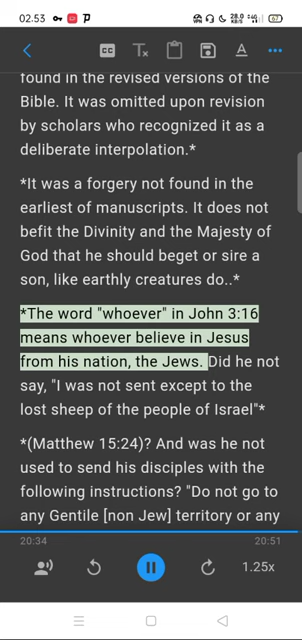 02.53
28.0
KB/S
67
CC
found in the revised versions of the
Bible. It was omitted upon revision
by scholars who recognized it as a
deliberate interpolation.*
*It was a forgery not found in the
earliest of manuscripts. It does not
befit the Divinity and the Majesty of
God that he should beget or sire a
son, like earthly creatures do..*
*The word "whoever" in John 3:16
means whoever believe in Jesus
from his nation, the Jews. Did he not
say, "I was not sent except to the
lost sheep of the people of Israel"*
*(Matthew 15:24)? And was he not
used to send his disciples with the
following instructions? "Do not go to
any Gentile [non Jew] territory or any
20:34
20:51
1.25x